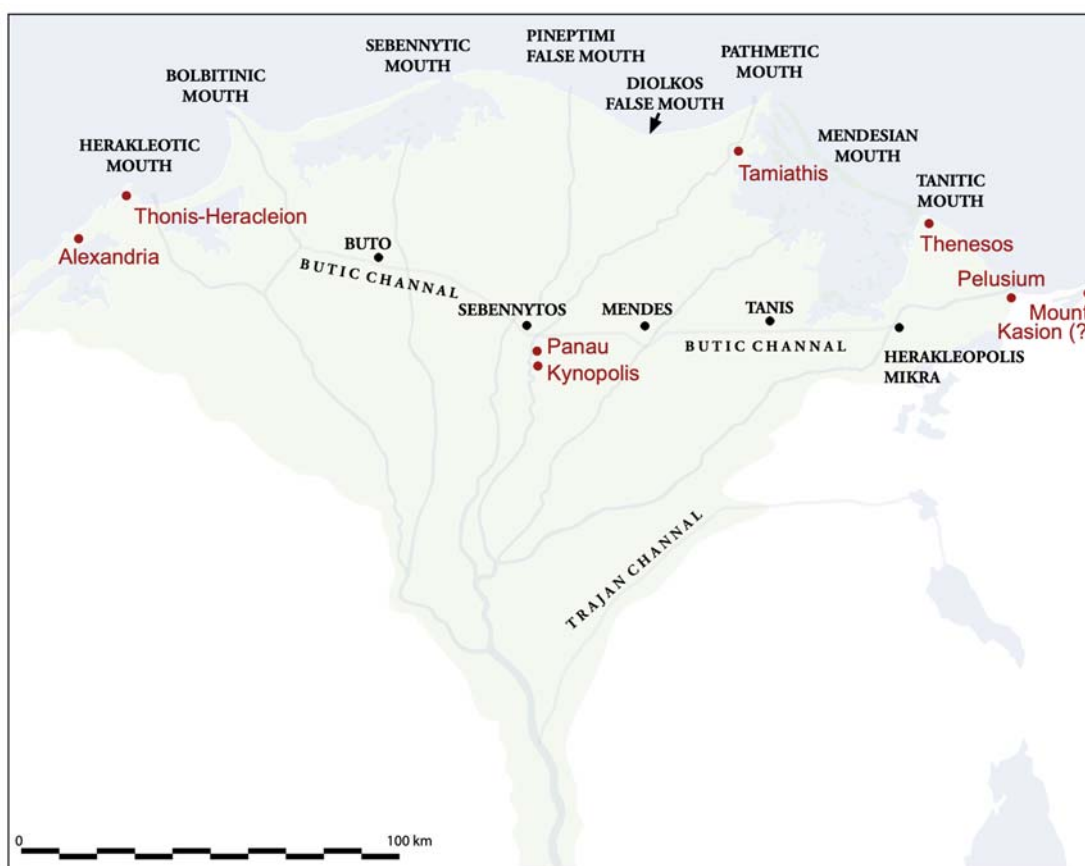 PINEPTIMI
FALSE MOUTH
SEBENNYTIC
MOUTH
PATHMETIC
MOUTH
BOLBITINIC
MOUTH
DIOLKOS
FALSE MOUTH
HERAKLEOTIC
MOUTH
MENDESIAN
MOUTH
Tamiathis
TANITIC
MOUTH
Thonis-Heracleion
Alexandria
BUTO
BUTIC CHANNAL
Thenesos
Pelusium
SEBENNYTOS
MENDES
TANIS
Mount
Kasion (?
BUTIC CHANNAL
Panau
Kynopolis
HERAKLEOPOLIS
MIKRA
TRAJAN CHANNAL
0
100 km